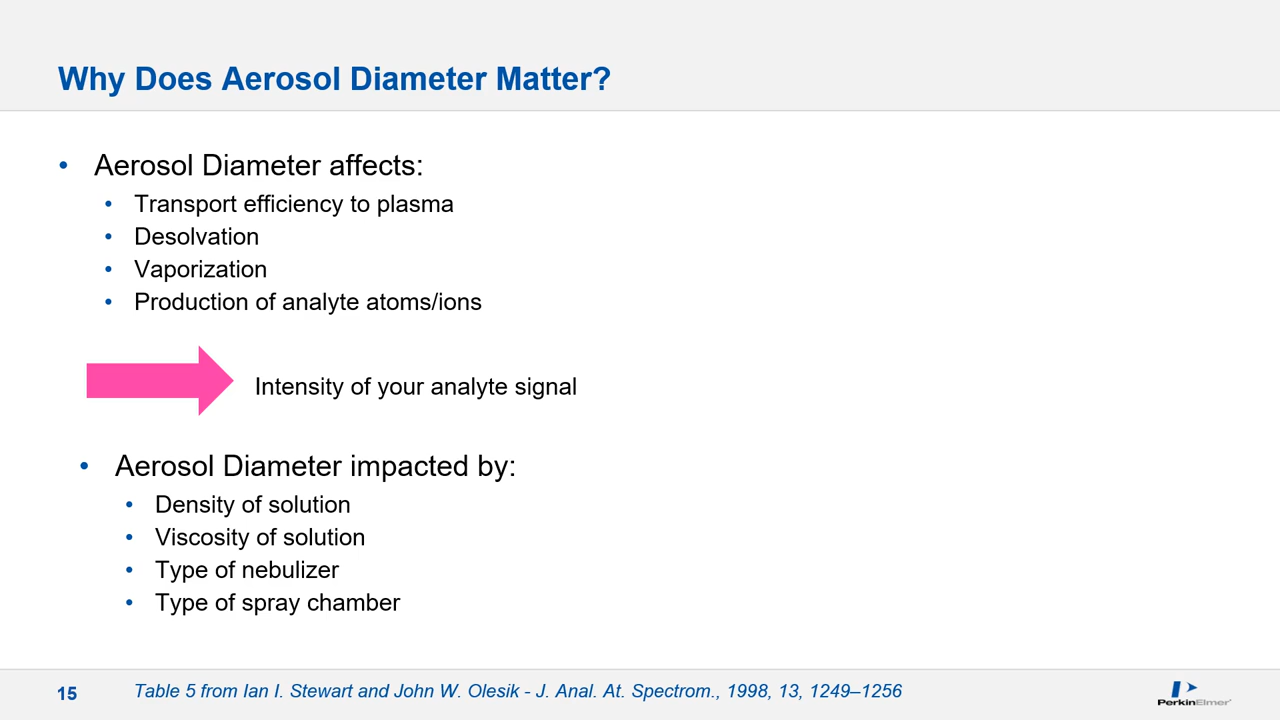 Why Does Aerosol Diameter Matter?
• Aerosol Diameter affects:
• Transport efficiency to plasma
• Desolvation
• Vaporization
• Production of analyte atoms/ions
Intensity of your analyte signal
• Aerosol Diameter impacted by:
• Density of solution
• Viscosity of solution
• Type of nebulizer
• Type of spray chamber
15
Table 5 from Ian I. Stewart and John W. Olesik - J. Anal. At. Spectrom., 1998, 13, 1249–1256
PerkinElmer